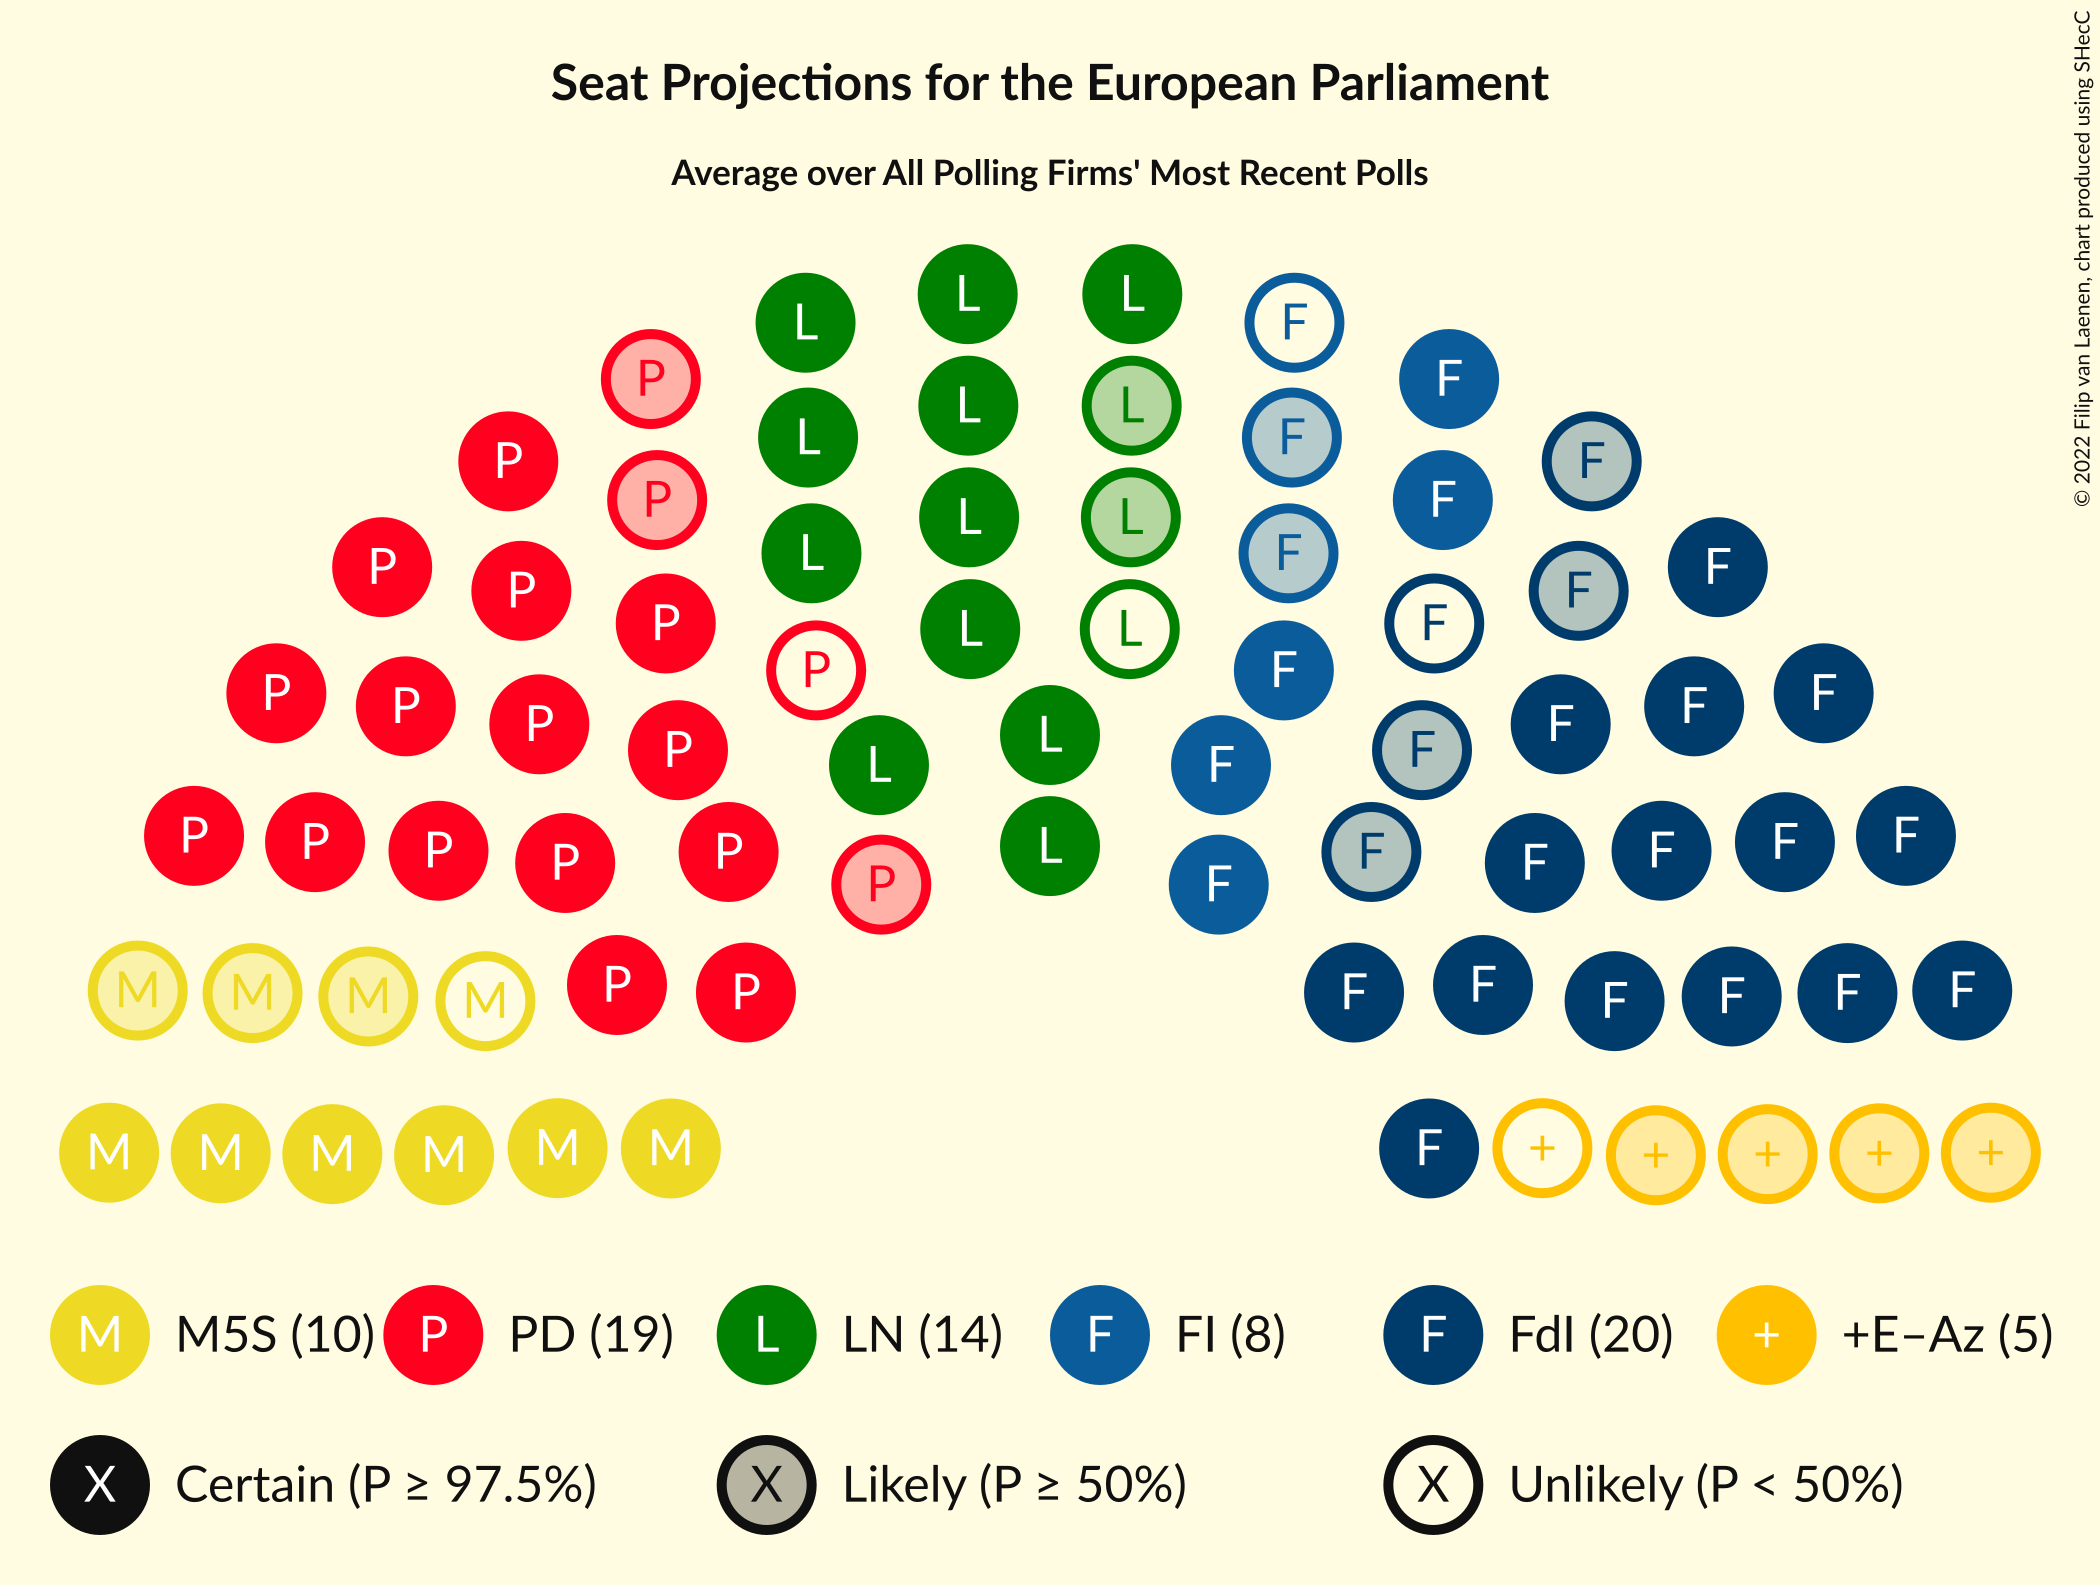 Seat Projections for the European Parliament
Average over All Polling Firms' Most Recent Polls
© 2022 Filip van Laenen, chart produced using SHecC
L L
L F
P F
L L
L F
P F
P F
P F
L L
L F
P F
P F
P F
L L
P F
P F
P F
P F
P F
L
L F
P F
P F
P F
P F
P F
L
P F
M M M M P P F F F F F F
M M M M M M F + + + + +
M M5S (10) P PD (19) L LN (14) F FI (8) F FdI (20) + +E–Az (5)
X Certain (P ≥ 97.5%) X Likely (P ≥ 50%) X Unlikely (P < 50%)